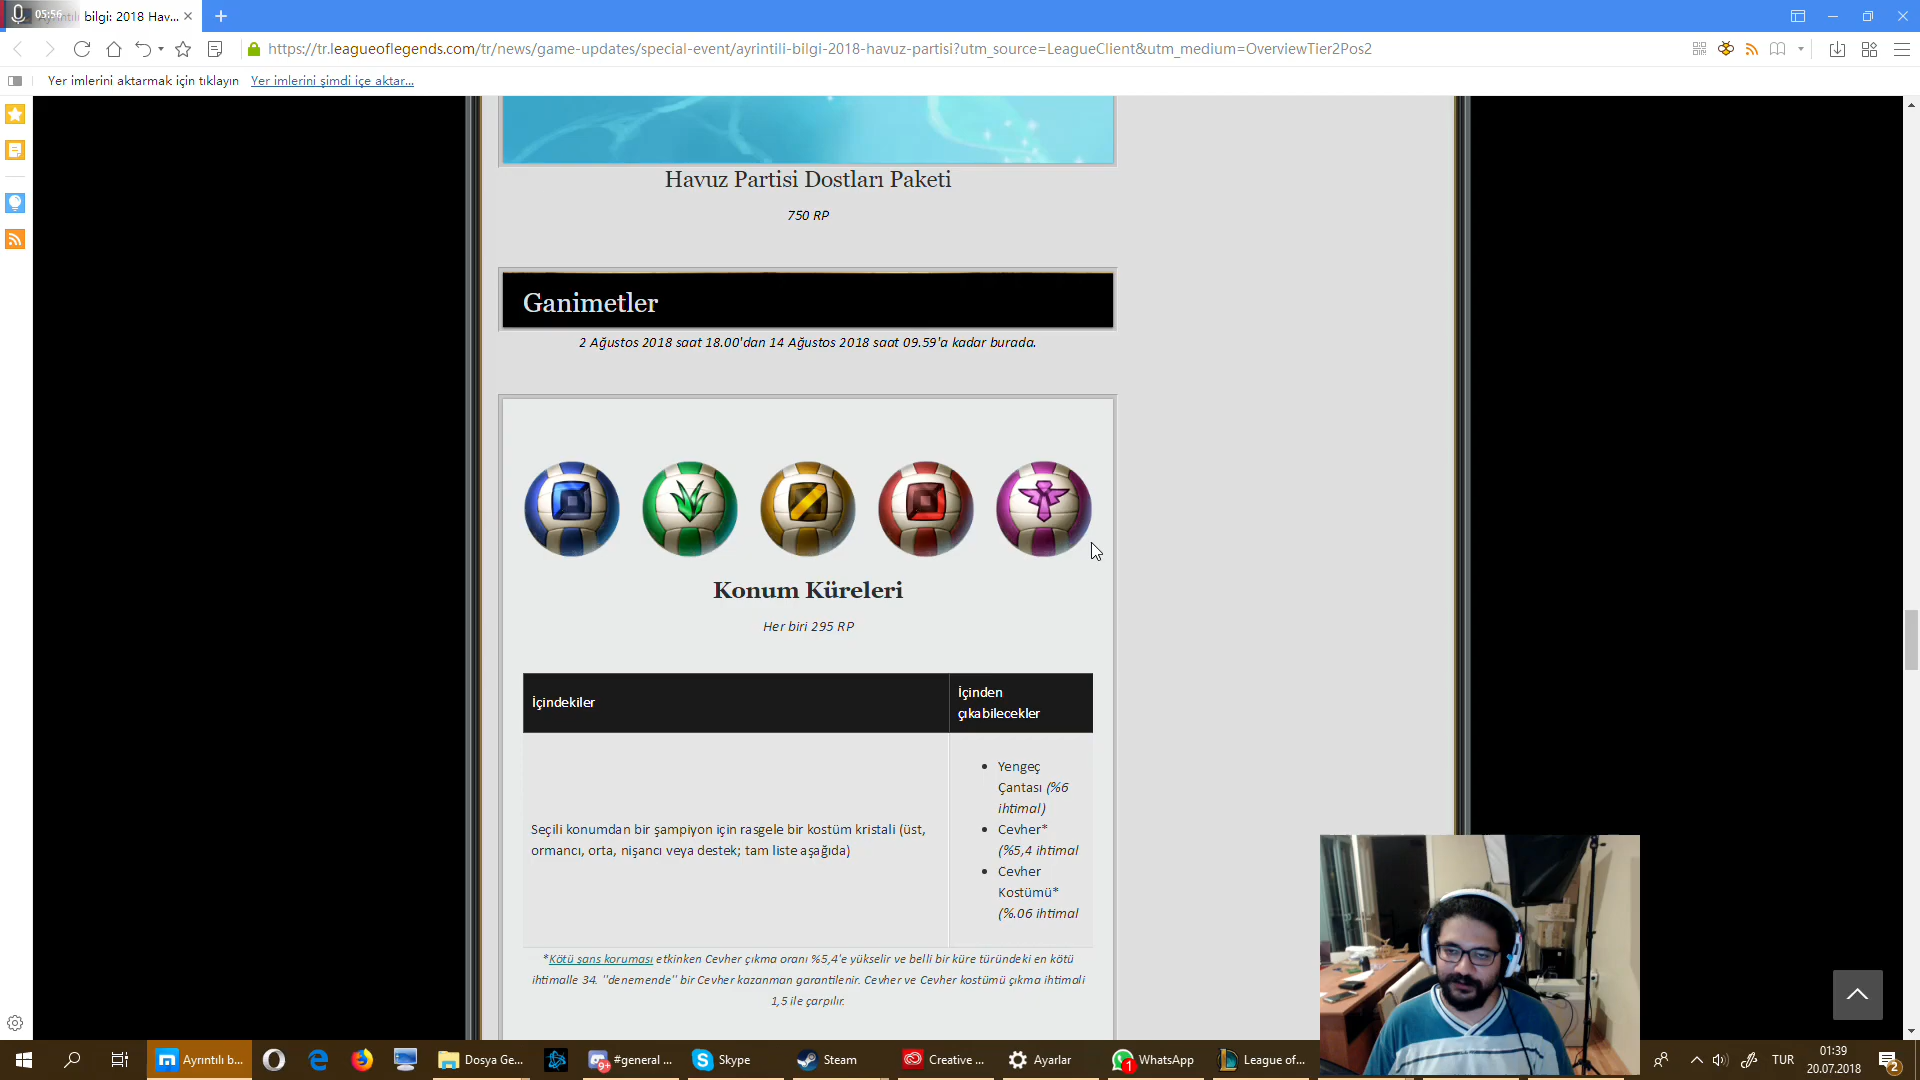 05:56
bilgi: 2018 Hav...
https://tr.leagueoflegends.com/tr/news/game-updates/special-event/ayrintili-bilgi-2018-havuz-partisi?utm_source=LeagueClient&utm_medium=OverviewTier2Pos2
Yer imlerini aktarmak için tıklayın Yer imlerini şimdi içe aktar...
Havuz Partisi Dostları Paketi
750 RP
Ganimetler
2 Ağustos 2018 saat 18.00'dan 14 Ağustos 2018 saat 09.59'a kadar burada.
Konum Küreleri
Her biri 295 RP
İçindekiler
İçinden
çıkabilecekler
Seçili konumdan bir şampiyon için rasgele bir kostüm kristali (üst,
ormancı, orta, nişancı veya destek; tam liste aşağıda)
Yengeç
Çantası (%6
ihtimal)
Cevher*
(%5,4 ihtimal
Cevher
Kostümü*
(%.06 ihtimal
*Kötü şans koruması etkinken Cevher çıkma oranı %5,4'e yükselir ve belli bir küre türündeki en kötü
ihtimalle 34. "denemende" bir Cevher kazanman garantilenir. Cevher ve Cevher kostümü çıkma ihtimali
1,5 ile çarpılır.
Ayrıntılı b...
Dosya Ge...
9+
#general ...
Skype
Steam
Creative ...
Ayarlar
1
WhatsApp
League of...
TUR
01:39
20.07.2018
2